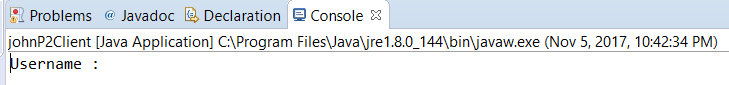 Problems @ Javadoc Declaration Console
johnP2Client [Java Application] C:\Program Files\Java\jre1.8.0_144\bin\javaw.exe (Nov 5, 2017, 10:42:34 PM)
Username :